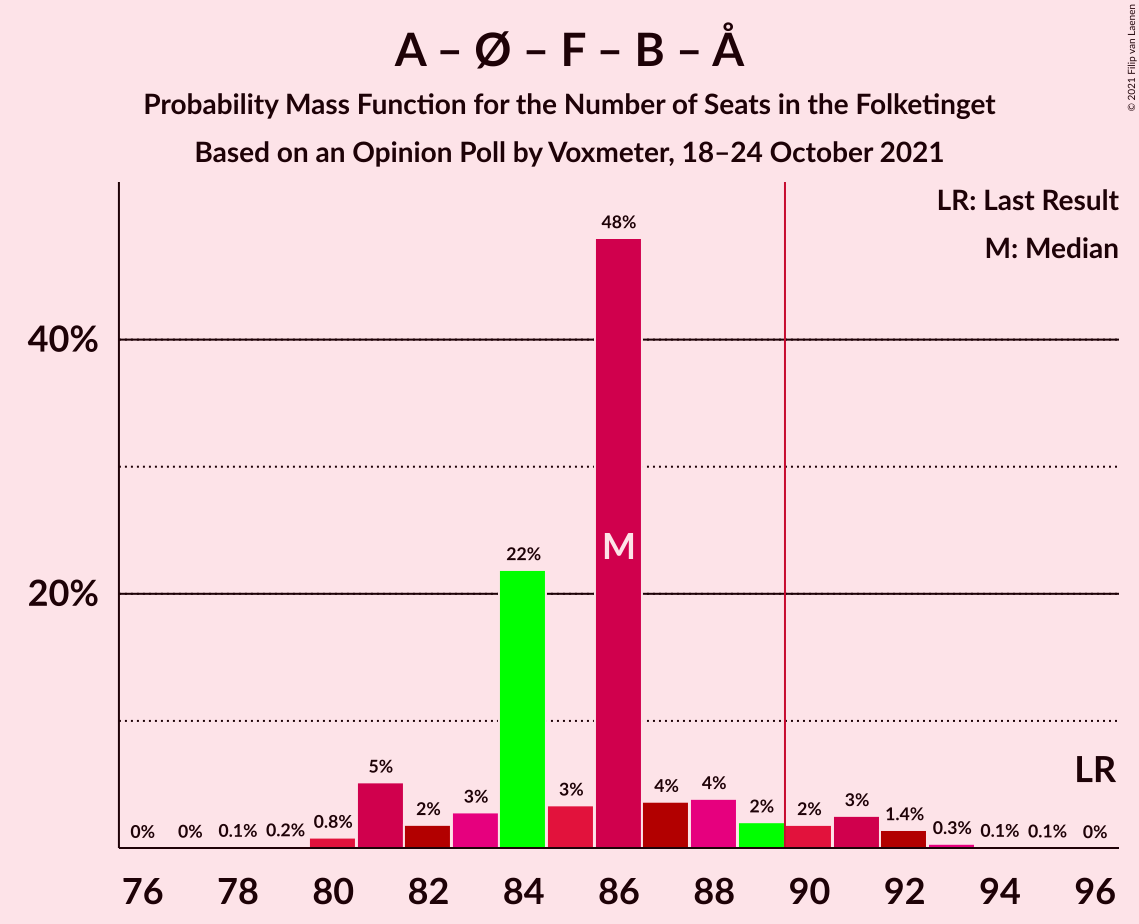 A – Ø – F – B – Å
Probability Mass Function for the Number of Seats in the Folketinget
Based on an Opinion Poll by Voxmeter, 18–24 October 2021
© 2021 Filip van Laenen
LR: Last Result
M: Median
48%
40%
22%
M
20%
LR
0% 0% 0.1% 0.2% 0.8% 5% 2% 3% 3% 4% 4% 2% 2% 3% 1.4% 0.3% 0.1% 0.1% 0%
76 78 80 82 84 86 88 90 92 94 96